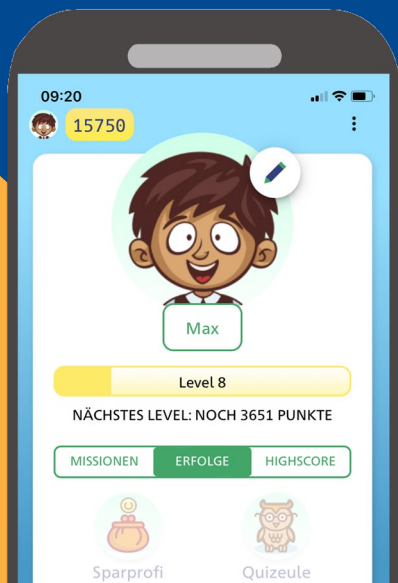 09:20
15750
Max
Level 8
NÄCHSTES LEVEL: NOCH 3651 PUNKTE
MISSIONEN ERFOLGE HIGHSCORE
Sparprofi Quizeule